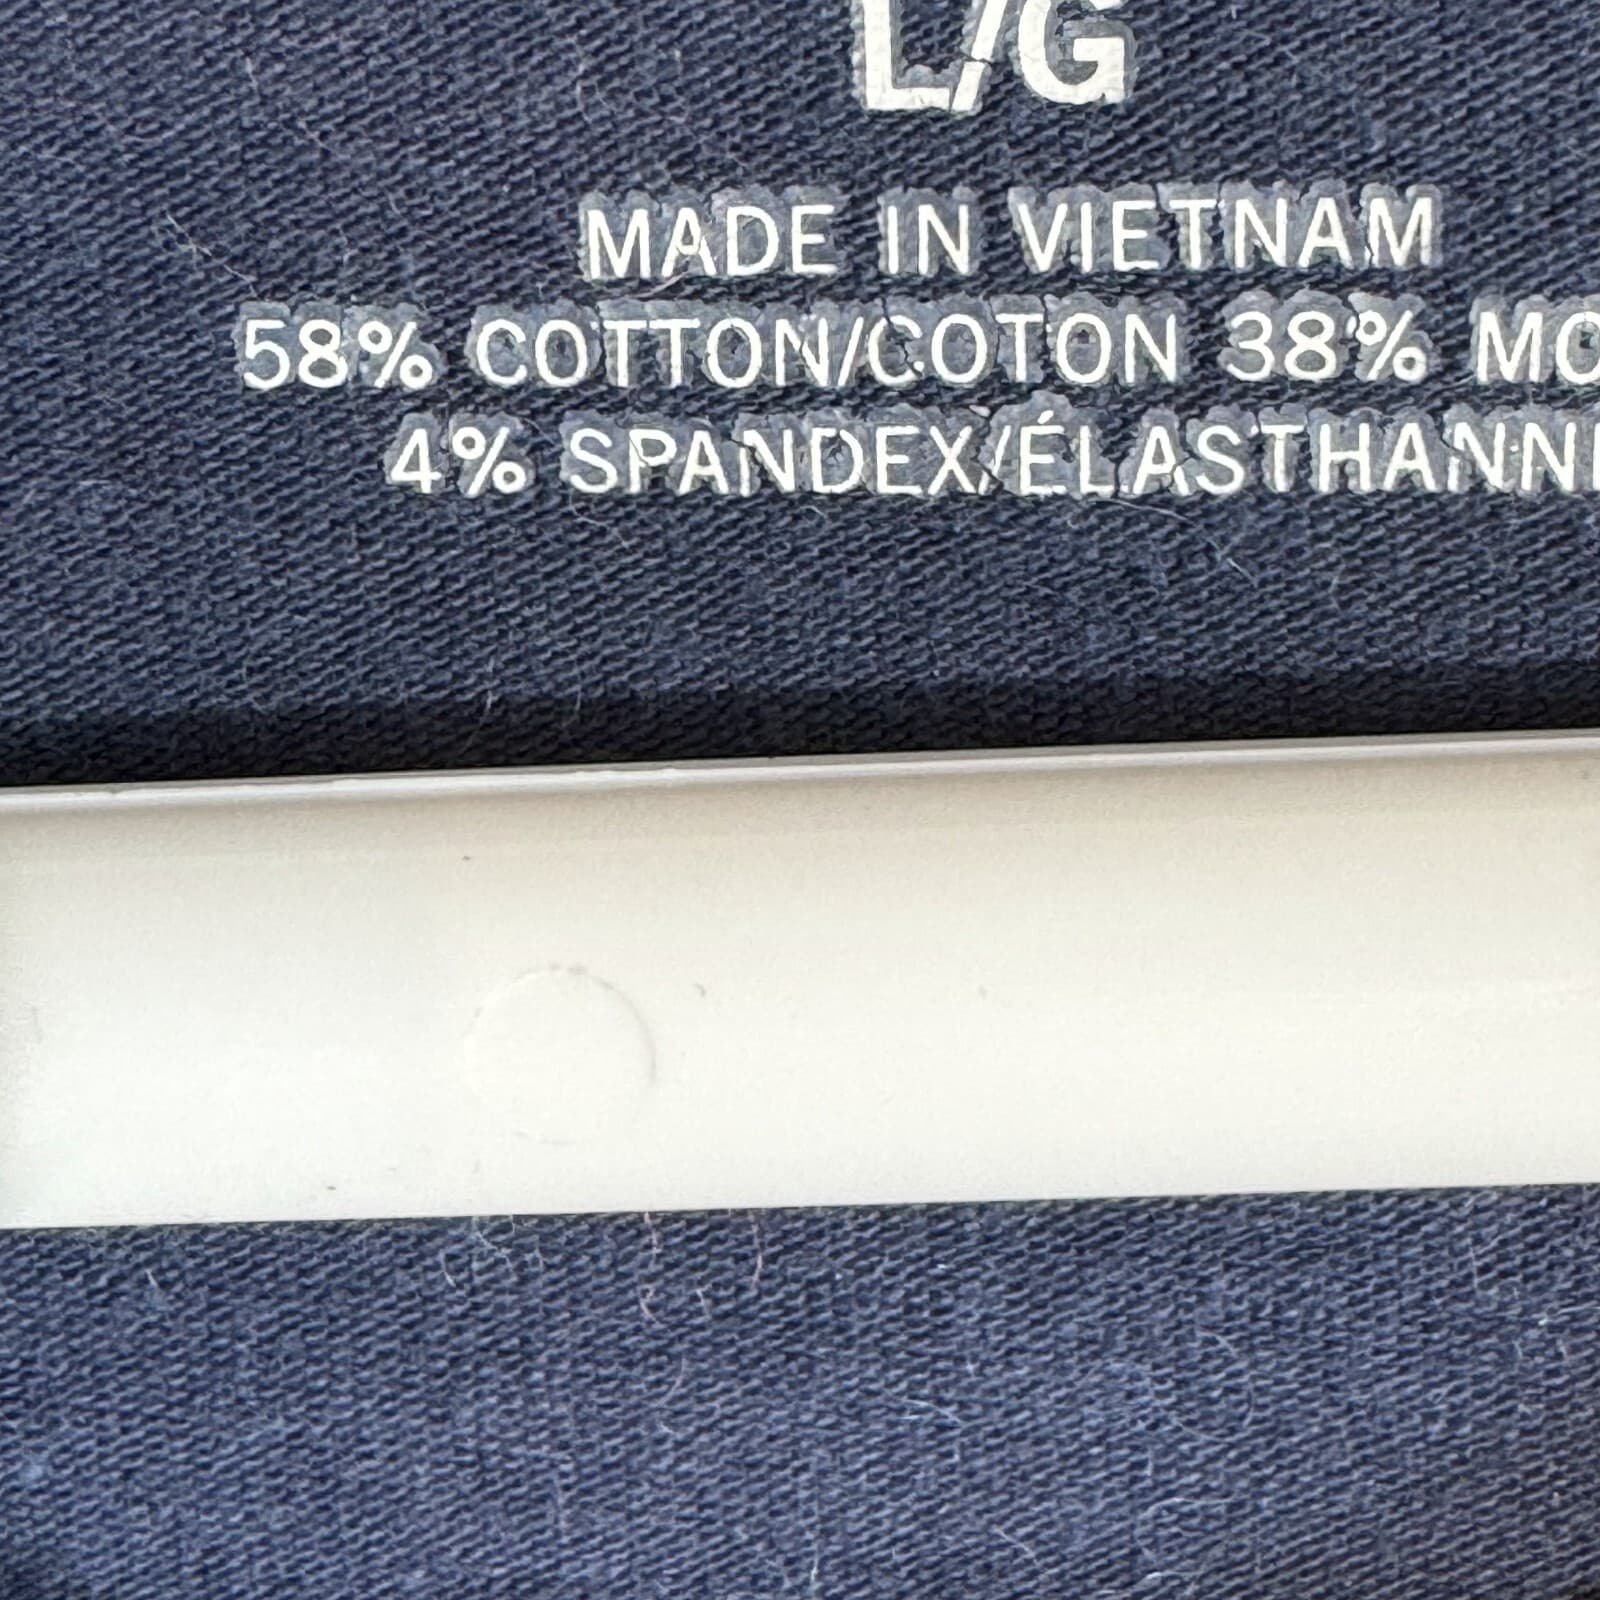 L/G
MADE IN VIETNAM
58% COTTON/COTON 38%
4% SPANDEX/ÉLASTHANN